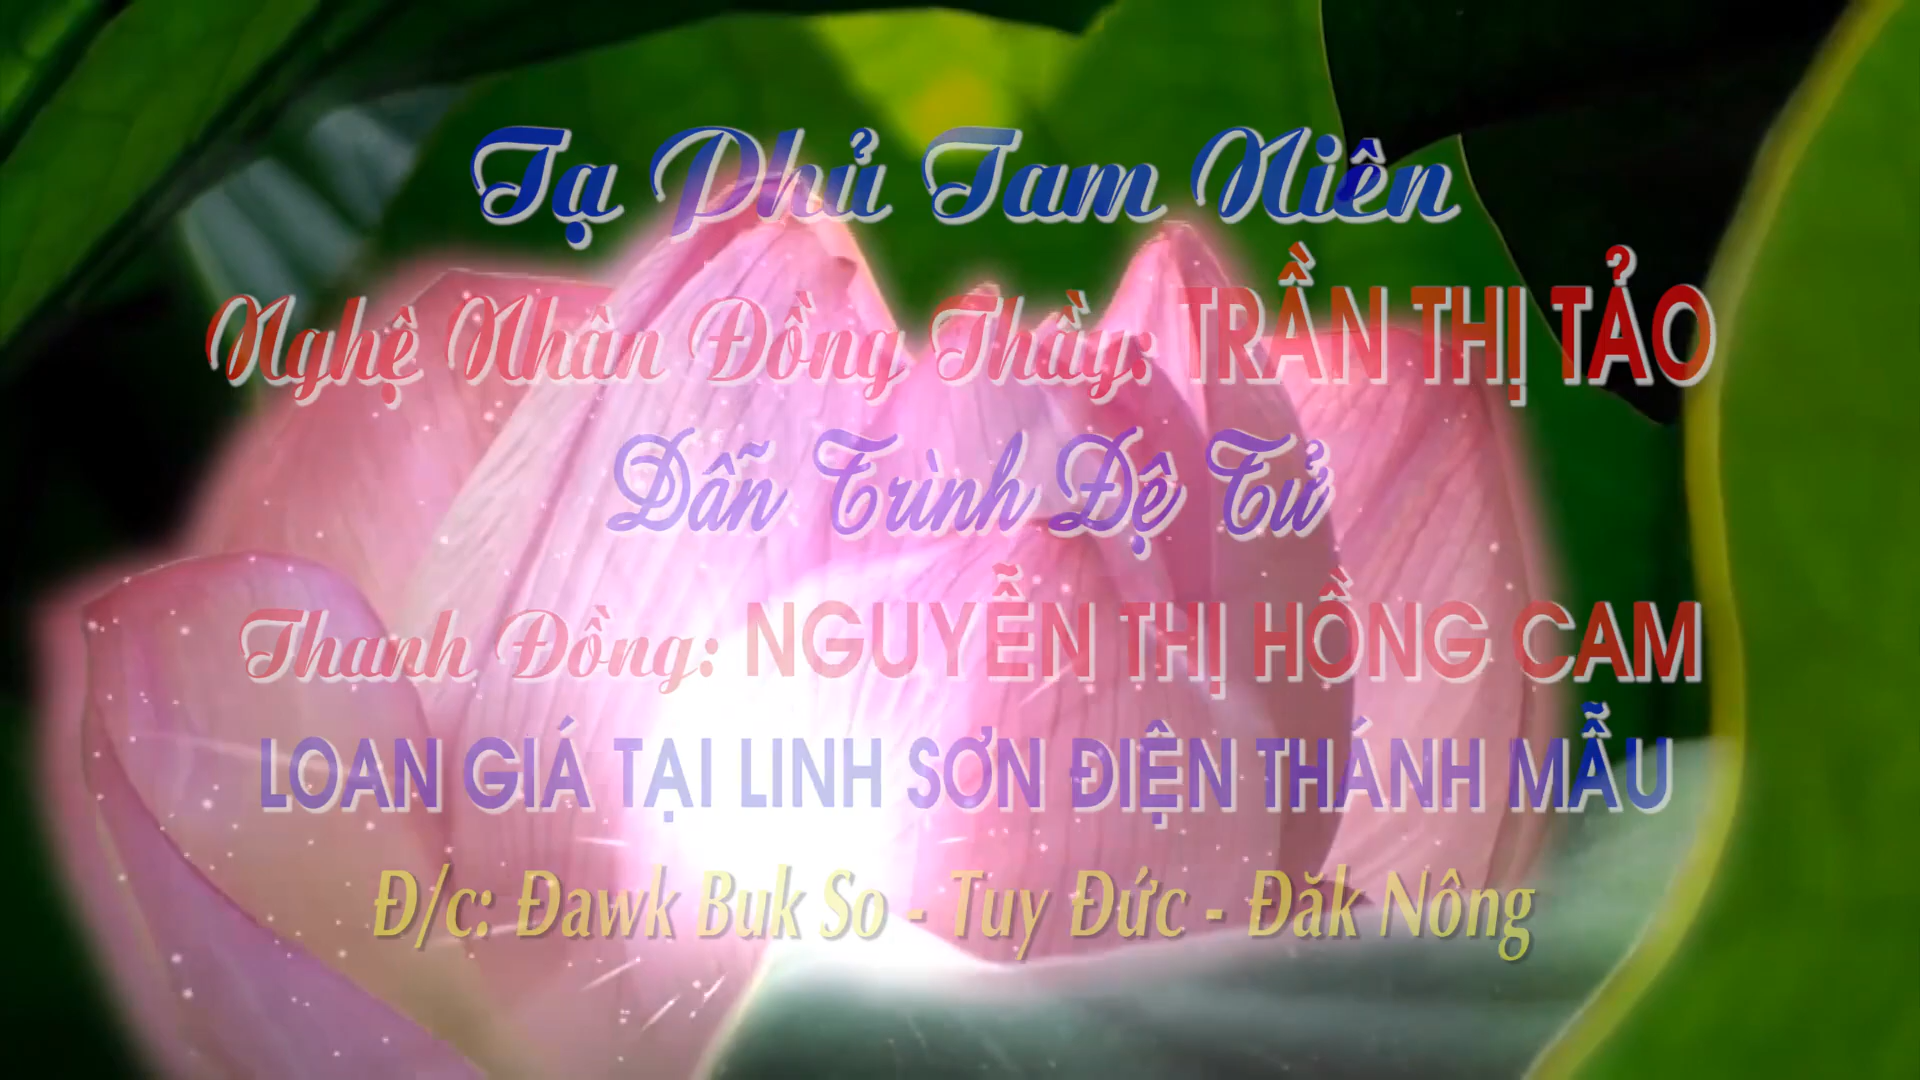 Tạ Phủ Tam Niên
Nghệ Nhân Đồng Thầy: TRẦN THỊ TẢO
Dẫn Trình Đệ Tử
Thanh Đồng: NGUYỄN THỊ HỒNG CAM
LOAN GIÁ TẠI LINH SƠN ĐIỆN THÁNH MẪU
Đ/c: Đawk Buk So - Tuy Đức - Đăk Nông